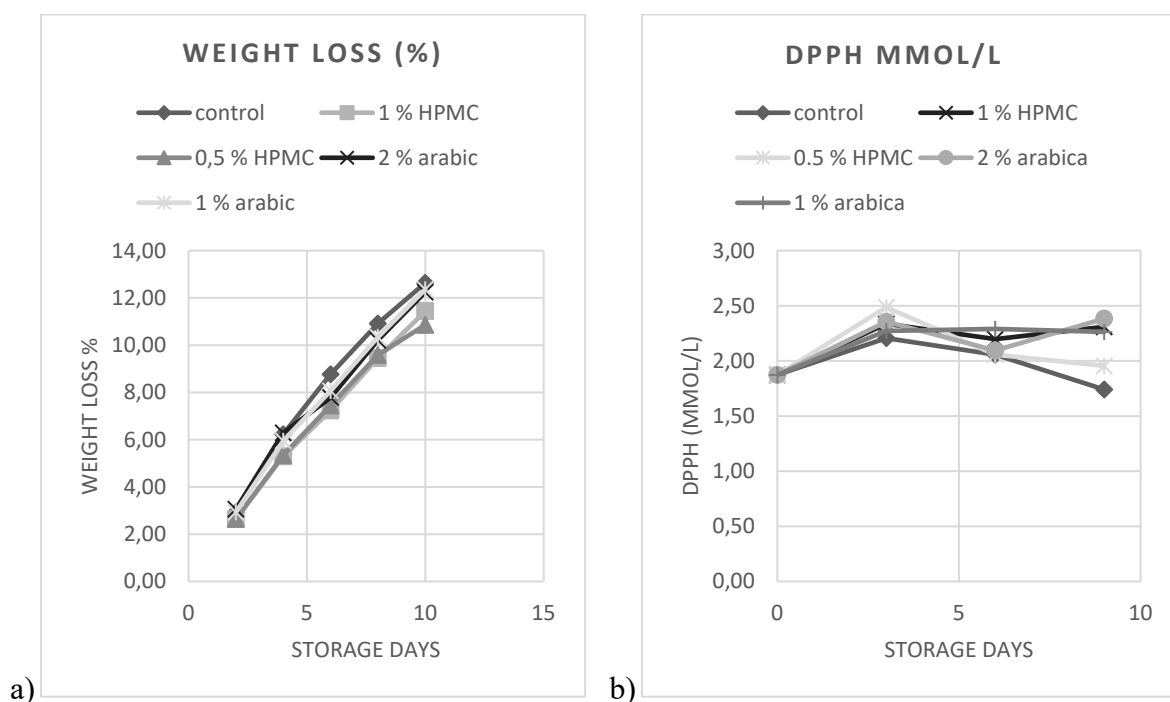 WEIGHT LOSS (%)
control
1 % HPMC
0,5 % HPMC
2 % arabic
1 % arabic
14,00
12,00
10,00
8,00
6,00
4,00
2,00
0,00
WEIGHT LOSS %
0
5
10
15
STORAGE DAYS
a)
DPPH MMOL/L
control
1 % HPMC
0.5 % HPMC
2 % arabica
1 % arabica
3,00
2,50
2,00
1,50
1,00
0,50
0,00
DPPH (MMOL/L)
0
5
10
STORAGE DAYS
b)